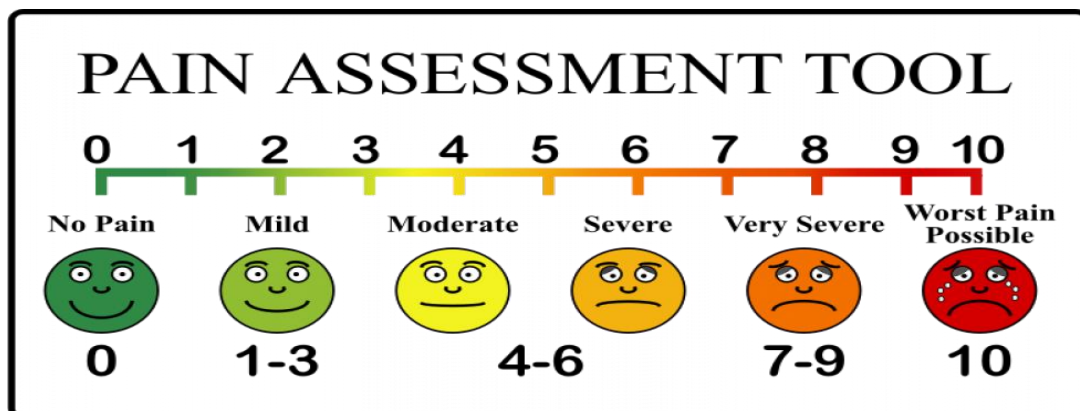 PAIN ASSESSMENT TOOL
0 1 2 3 4 5 6 7 8 9 10
No Pain Mild Moderate Severe Very Severe Worst Pain
Possible
0 1-3 4-6 7-9 10